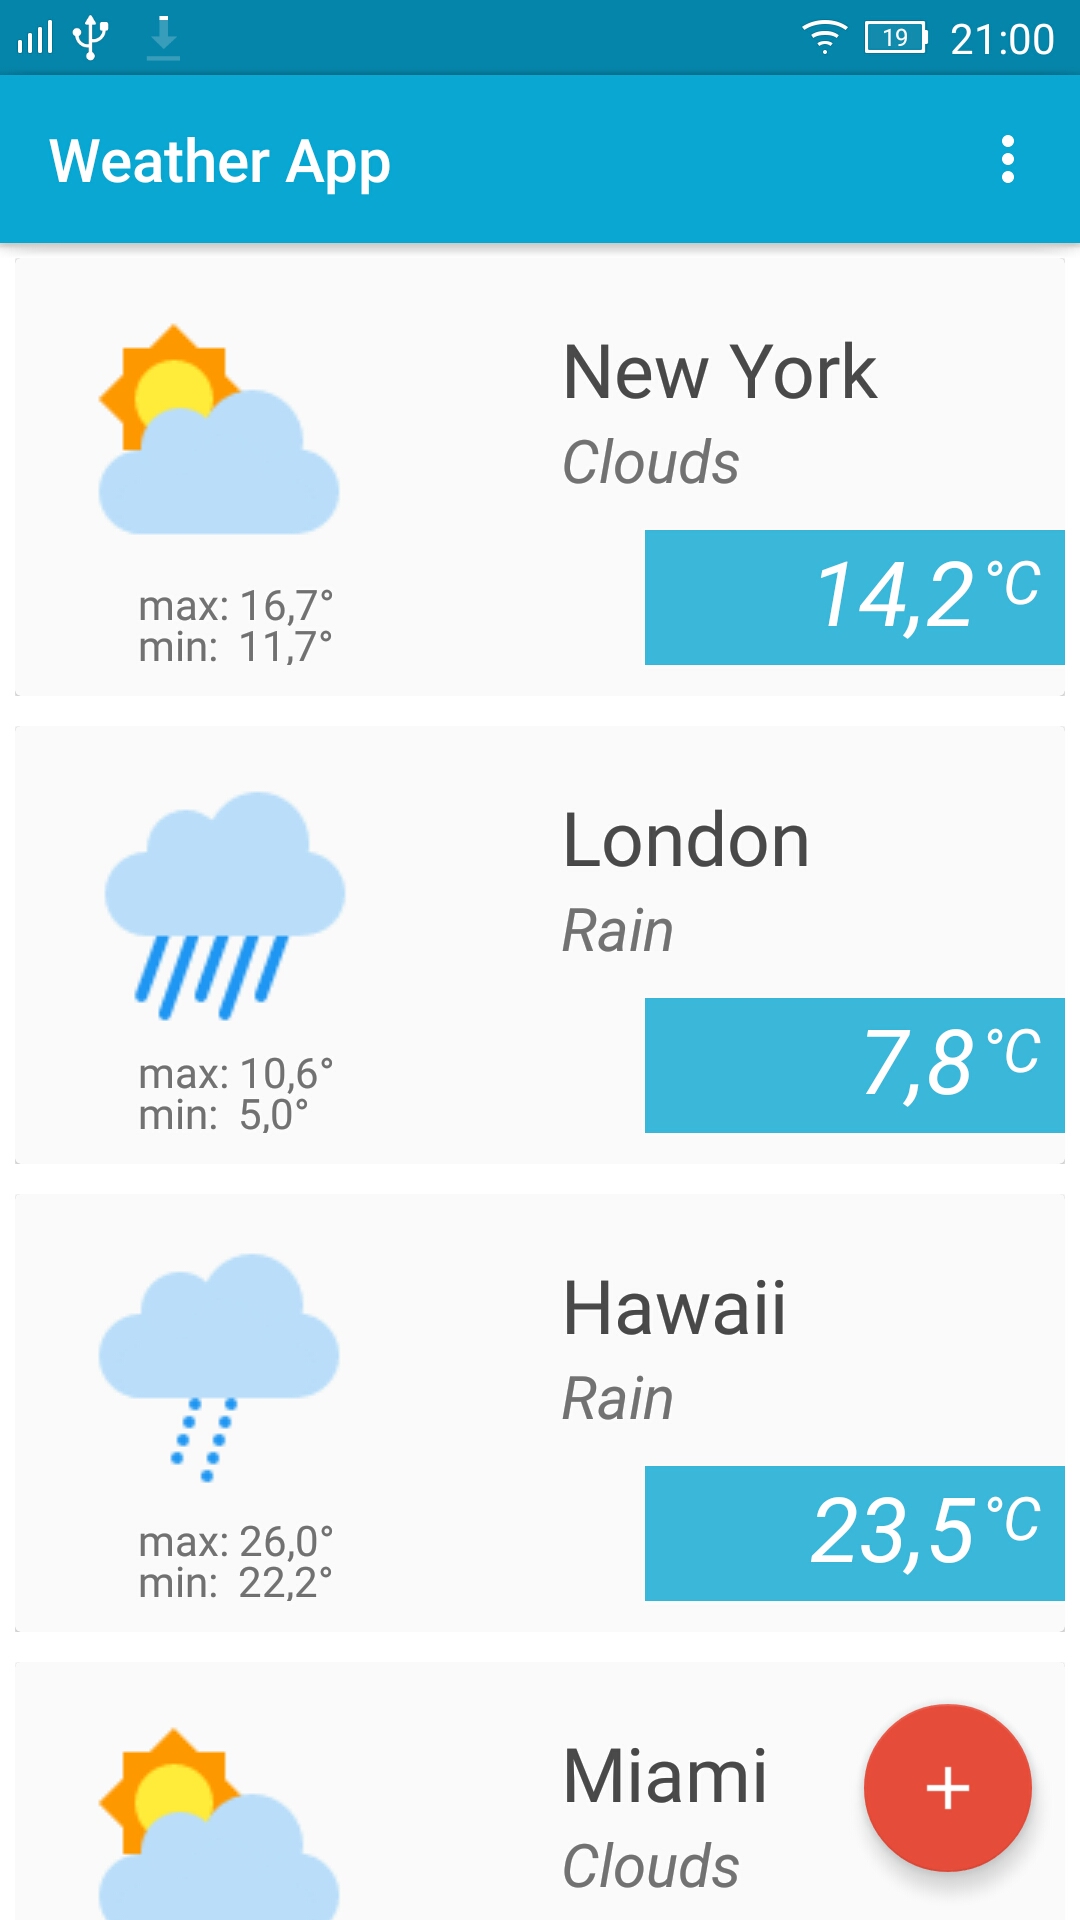 19 21:00
Weather App
New York
Clouds
14,2 °C
max: 16,7°
min: 11,7°
London
Rain
7,8 °C
max: 10,6°
min: 5,0°
Hawaii
Rain
23,5 °C
max: 26,0°
min: 22,2°
Miami
Clouds
+